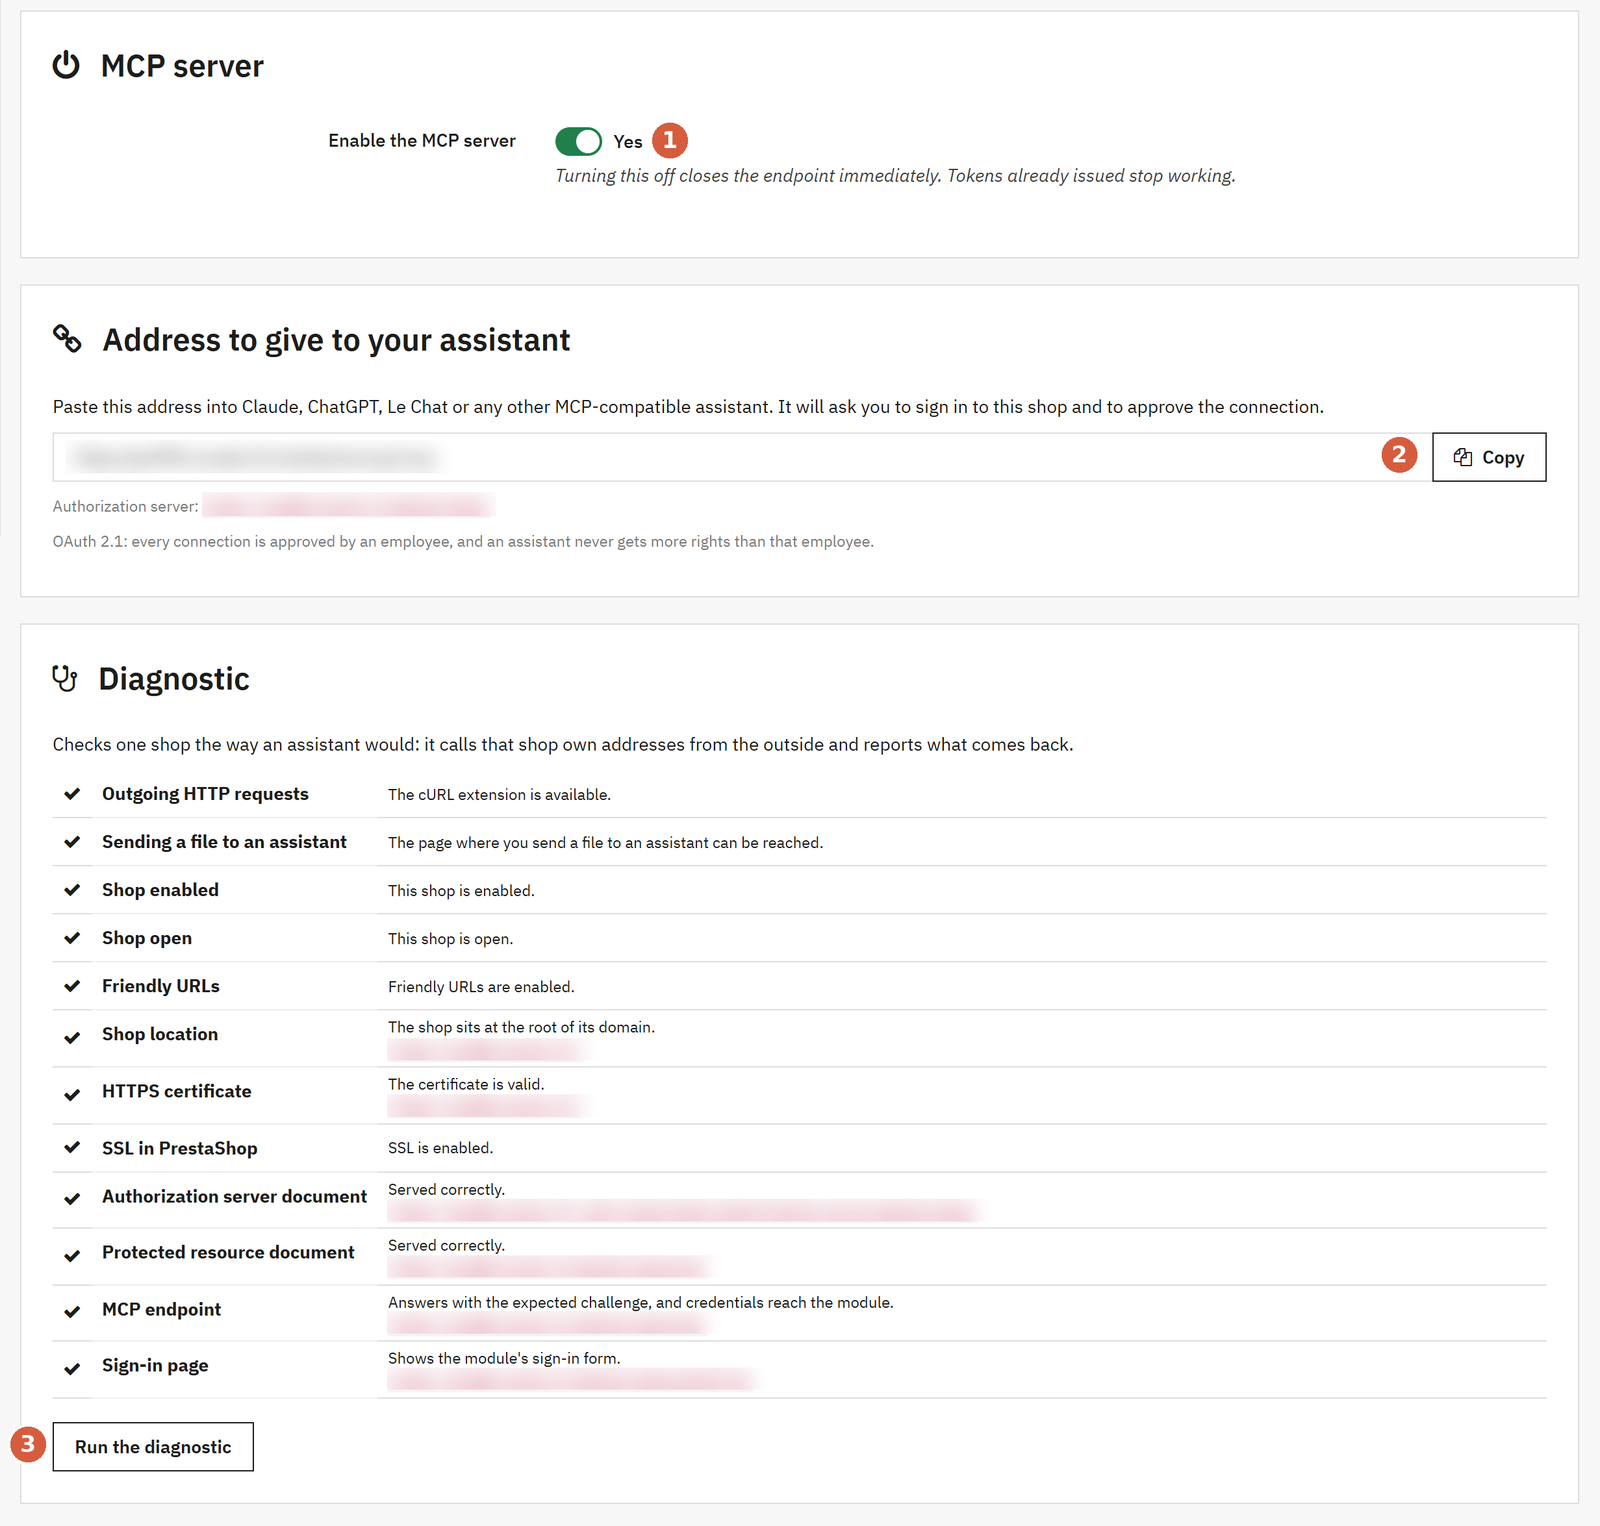 MCP server
Enable the MCP server
Yes
1
Turning this off closes the endpoint immediately. Tokens already issued stop working.
Address to give to your assistant
Paste this address into Claude, ChatGPT, Le Chat or any other MCP-compatible assistant. It will ask you to sign in to this shop and to approve the connection.
2
Copy
Authorization server:
OAuth 2.1: every connection is approved by an employee, and an assistant never gets more rights than that employee.
Diagnostic
Checks one shop the way an assistant would: it calls that shop own addresses from the outside and reports what comes back.
Outgoing HTTP requests
The cURL extension is available.
Sending a file to an assistant
The page where you send a file to an assistant can be reached.
Shop enabled
This shop is enabled.
Shop open
This shop is open.
Friendly URLs
Friendly URLs are enabled.
Shop location
The shop sits at the root of its domain.
HTTPS certificate
The certificate is valid.
SSL in PrestaShop
SSL is enabled.
Authorization server document
Served correctly.
Protected resource document
Served correctly.
MCP endpoint
Answers with the expected challenge, and credentials reach the module.
Sign-in page
Shows the module's sign-in form.
3
Run the diagnostic